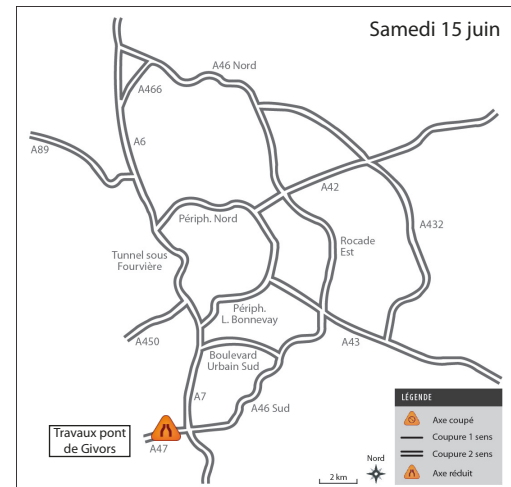 Samedi 15 juin
A46 Nord
A466
A6
A89
A42
Périph. Nord
A432
Rocade
Est
Tunnel sous
Fourvière
Périph.
L. Bonnevay
A450
A43
Boulevard
Urbain Sud
A7
A46 Sud
Travaux pont
de Givors
A47
Nord
2 km
LÉGENDE
Axe coupé
Coupure 1 sens
Coupure 2 sens
Axe réduit